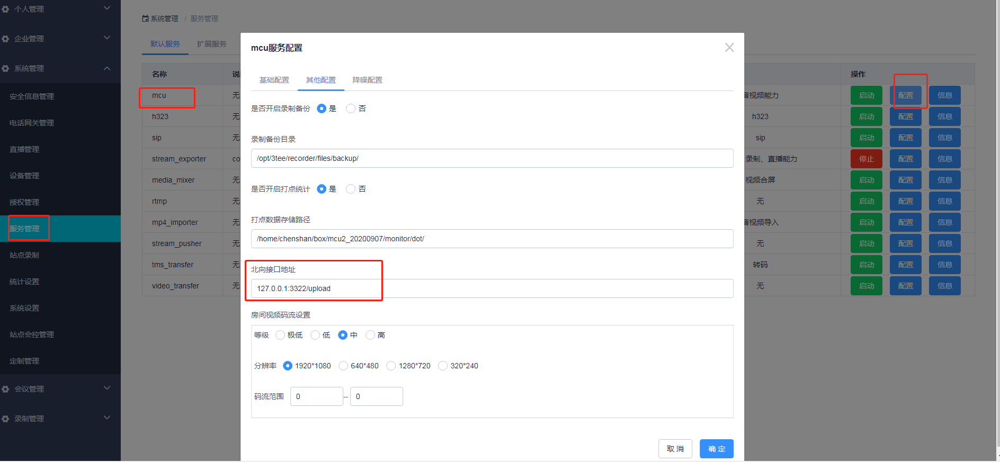 个人管理
企业管理
系统管理
安全信息管理
电话网关管理
直播管理
设备管理
授权管理
服务管理
站点录制
统计设置
系统设置
站点会控管理
定制管理
会议管理
录制管理
系统管理 / 服务管理
默认服务 扩展服务
名称 操作
mcu 无 音视频能力 启动 配置 信息
h323 无 h323 启动 配置 信息
sip 无 sip 启动 配置 信息
stream_exporter co 录制、直播能力 停止 配置 信息
media_mixer 无 视频合屏 启动 配置 信息
rtmp 无 无 启动 配置 信息
mp4_importer 无 音视频导入 启动 配置 信息
stream_pusher 无 无 启动 配置 信息
tms_transfer 无 转码 启动 配置 信息
video_transfer 无 无 启动 配置 信息
mcu服务配置
基础配置 其他配置 降噪配置
是否开启录制备份 是 否
录制备份目录
/opt/3tee/recorder/files/backup/
是否开启打点统计 是 否
打点数据存储路径
/home/chenshan/box/mcu2_20200907/monitor/dot/
北向接口地址
127.0.0.1:3322/upload
房间视频码流设置
等级 极低 低 中 高
分辨率 1920*1080 640*480 1280*720 320*240
码流范围 0 -- 0
取消 确定